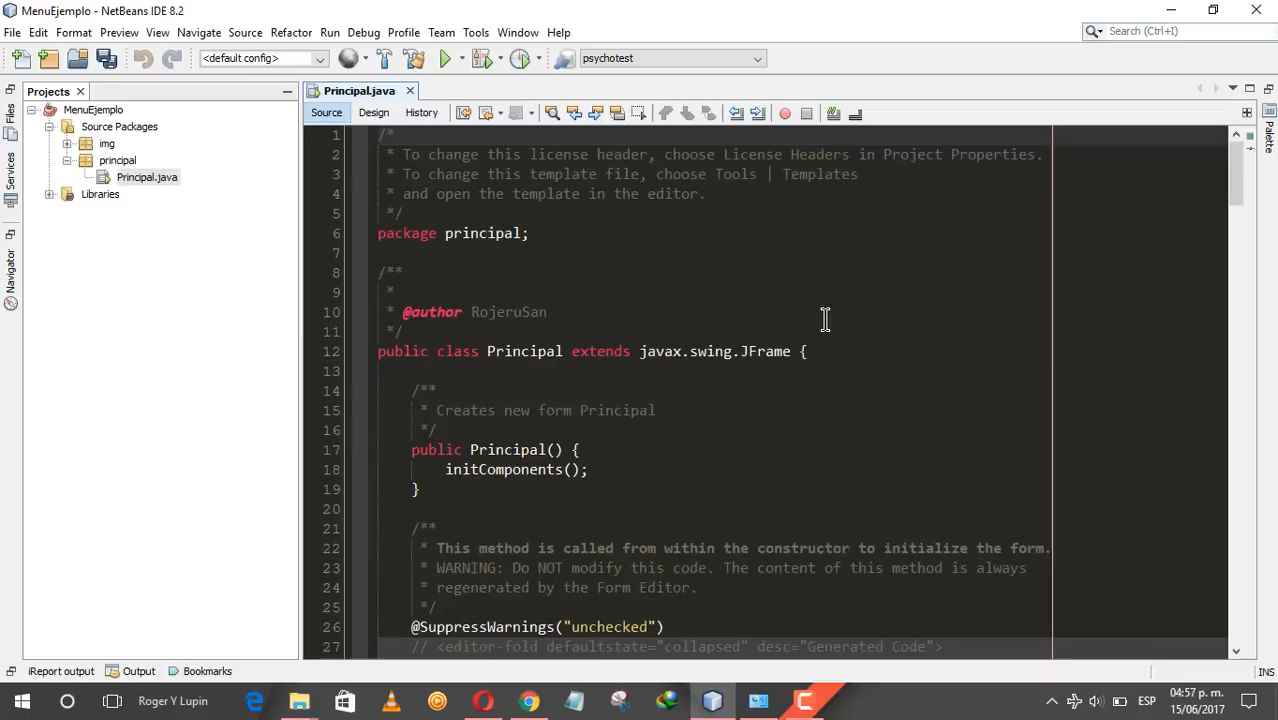 MenuEjemplo - NetBeans IDE 8.2
File Edit Format Preview View Navigate Source Refactor Run Debug Profile Team Tools Window Help
Search (Ctrl+I)
<default config>
psychotest
Projects
Principal.java
Files
Services
Navigator
Palette
MenuEjemplo
Source Packages
img
principal
Principal.java
Libraries
Source Design History
1 /*
2 * To change this license header, choose License Headers in Project Properties.
3 * To change this template file, choose Tools | Templates
4 * and open the template in the editor.
5 */
6 package principal;
7
8 /**
9 *
10 * @author RojeruSan
11 */
12 public class Principal extends javax.swing.JFrame {
13
14 /**
15 * Creates new form Principal
16 */
17 public Principal() {
18 initComponents();
19 }
20
21 /**
22 * This method is called from within the constructor to initialize the form.
23 * WARNING: Do NOT modify this code. The content of this method is always
24 * regenerated by the Form Editor.
25 */
26 @SuppressWarnings("unchecked")
27 // <editor-fold defaultstate="collapsed" desc="Generated Code">
iReport output Output Bookmarks
INS
Roger Y Lupin
ESP
04:57 p. m.
15/06/2017